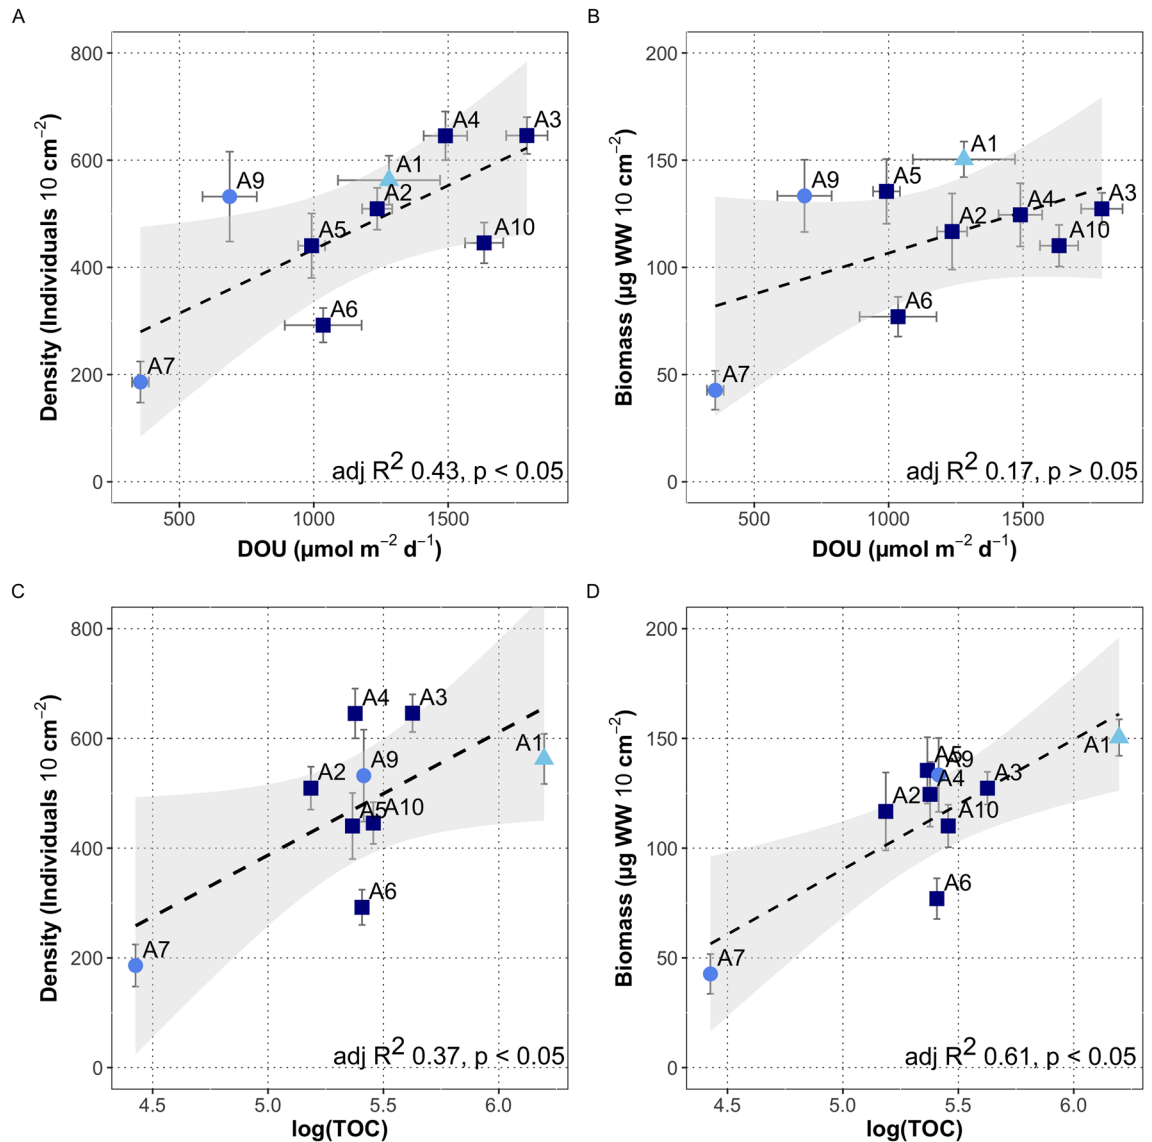 A
Density (Individuals 10 cm⁻²)
800
600
400
200
0
A4
A3
A1
A9
A2
A5
A10
A6
A7
adj R² 0.43, p < 0.05
500 1000 1500
DOU (µmol m⁻² d⁻¹)
B
Biomass (µg WW 10 cm⁻²)
200
150
100
50
0
A1
A9
A5
A4
A3
A2
A10
A6
A7
adj R² 0.17, p > 0.05
500 1000 1500
DOU (µmol m⁻² d⁻¹)
C
Density (Individuals 10 cm⁻²)
800
600
400
200
0
A4
A3
A1
A9
A2
A5
A10
A6
A7
adj R² 0.37, p < 0.05
4.5 5.0 5.5 6.0
log(TOC)
D
Biomass (µg WW 10 cm⁻²)
200
150
100
50
0
A1
A5
A9
A4
A3
A2
A10
A6
A7
adj R² 0.61, p < 0.05
4.5 5.0 5.5 6.0
log(TOC)